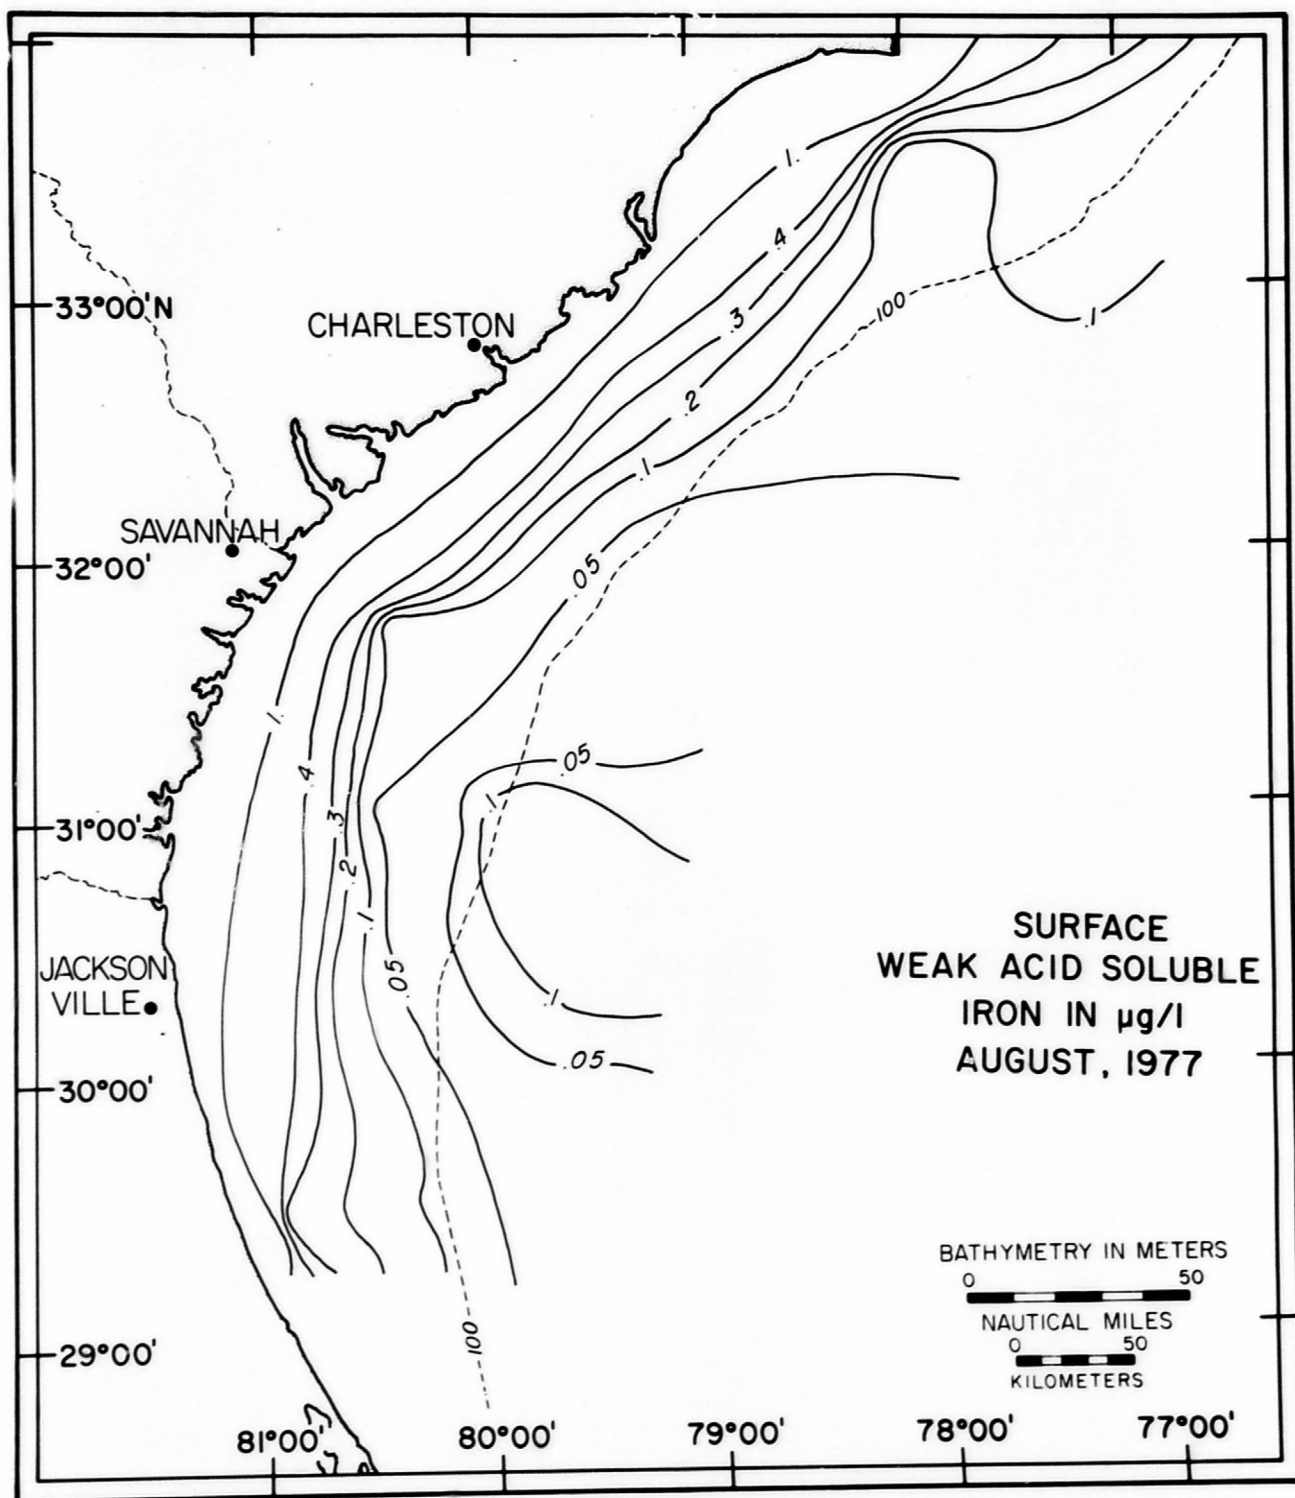 1.
.4
33°00'N
100
.1
CHARLESTON
.3
.2
.1
SAVANNAH
32°00'
.05
1.
.05
.4
.1
31°00'
.3
.2
.1
SURFACE
WEAK ACID SOLUBLE
IRON IN µg/l
AUGUST, 1977
JACKSON
VILLE
.05
.1
.05
30°00'
BATHYMETRY IN METERS
0 50
NAUTICAL MILES
0 50
KILOMETERS
100
29°00'
81°00' 80°00' 79°00' 78°00' 77°00'